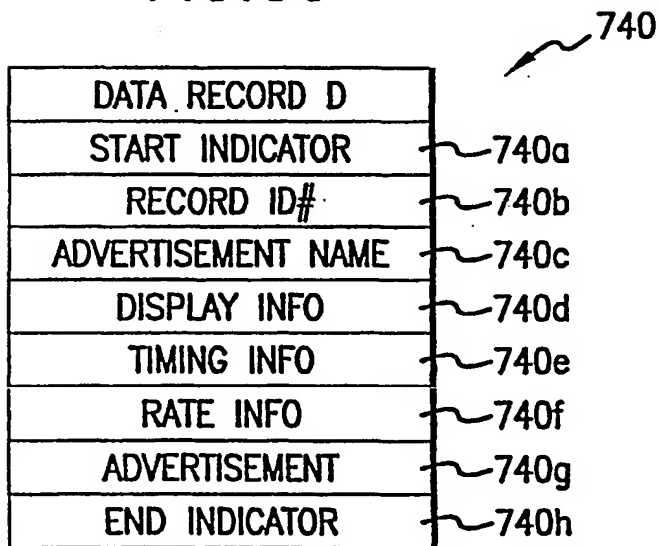 740
DATA RECORD D
START INDICATOR 740a
RECORD ID# 740b
ADVERTISEMENT NAME 740c
DISPLAY INFO 740d
TIMING INFO 740e
RATE INFO 740f
ADVERTISEMENT 740g
END INDICATOR 740h